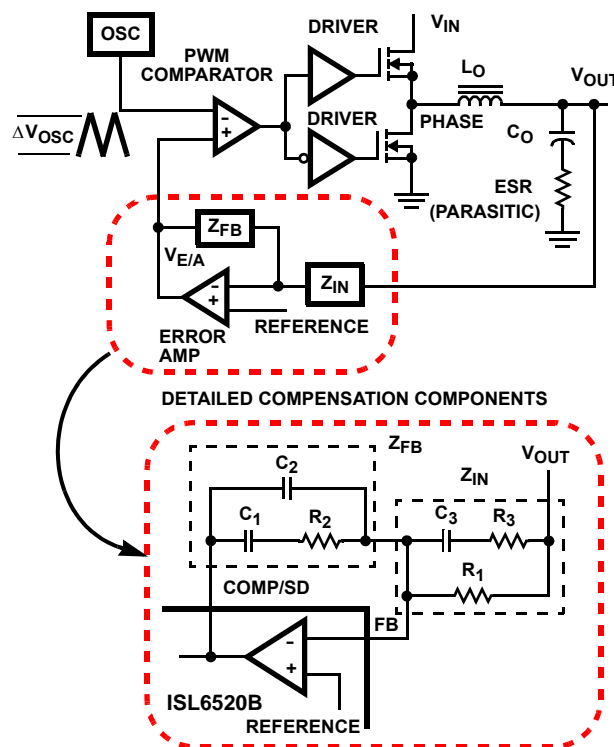 OSC
PWM
COMPARATOR
DRIVER
V_IN
L_O
V_OUT
ΔV_OSC
-
+
DRIVER
PHASE
C_O
ESR
(PARASITIC)
Z_FB
V_E/A
-
+
Z_IN
REFERENCE
ERROR
AMP
DETAILED COMPENSATION COMPONENTS
Z_FB
V_OUT
C_2
Z_IN
C_1
R_2
C_3
R_3
R_1
COMP/SD
FB
-
+
ISL6520B
REFERENCE